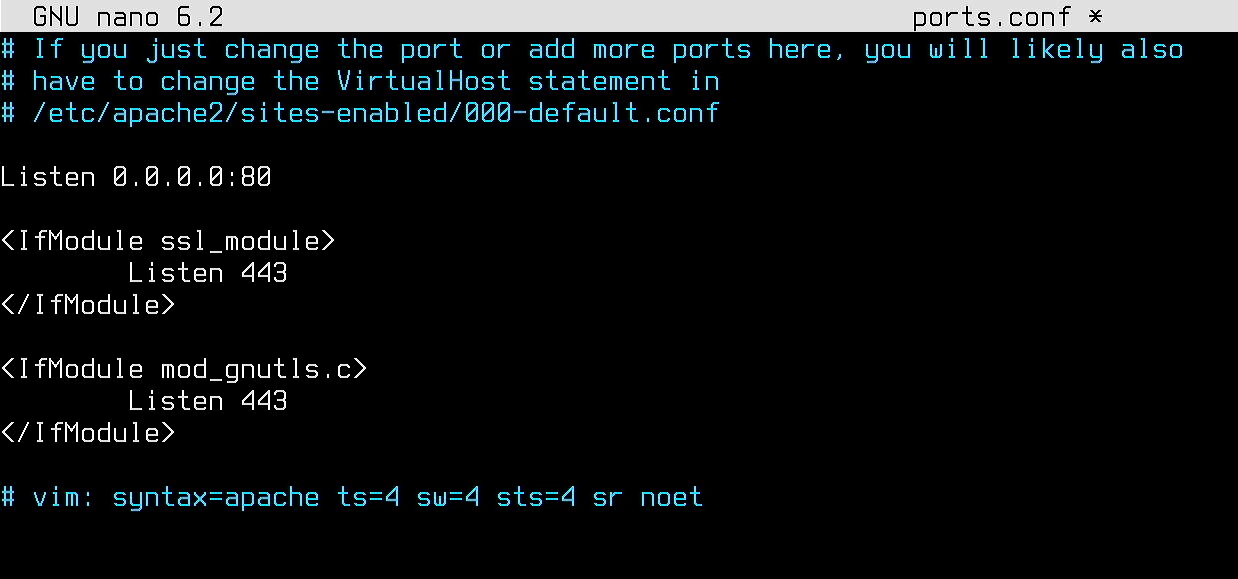 GNU nano 6.2 ports.conf *
# If you just change the port or add more ports here, you will likely also
# have to change the VirtualHost statement in
# /etc/apache2/sites-enabled/000-default.conf
Listen 0.0.0.0:80
<IfModule ssl_module>
Listen 443
</IfModule>
<IfModule mod_gnutls.c>
Listen 443
</IfModule>
# vim: syntax=apache ts=4 sw=4 sts=4 sr noet